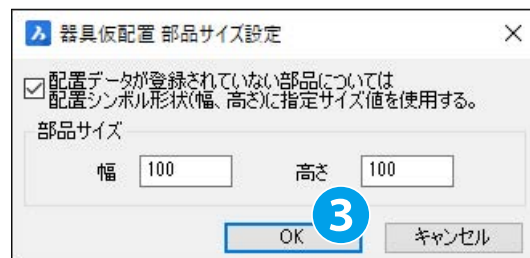 器具仮配置 部品サイズ設定
配置データが登録されていない部品については
配置シンボル形状(幅、高さ)に指定サイズ値を使用する。
部品サイズ
幅 100 高さ 100
3
OK キャンセル